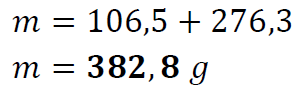 m = 106,5 + 276,3
m = 382,8 g